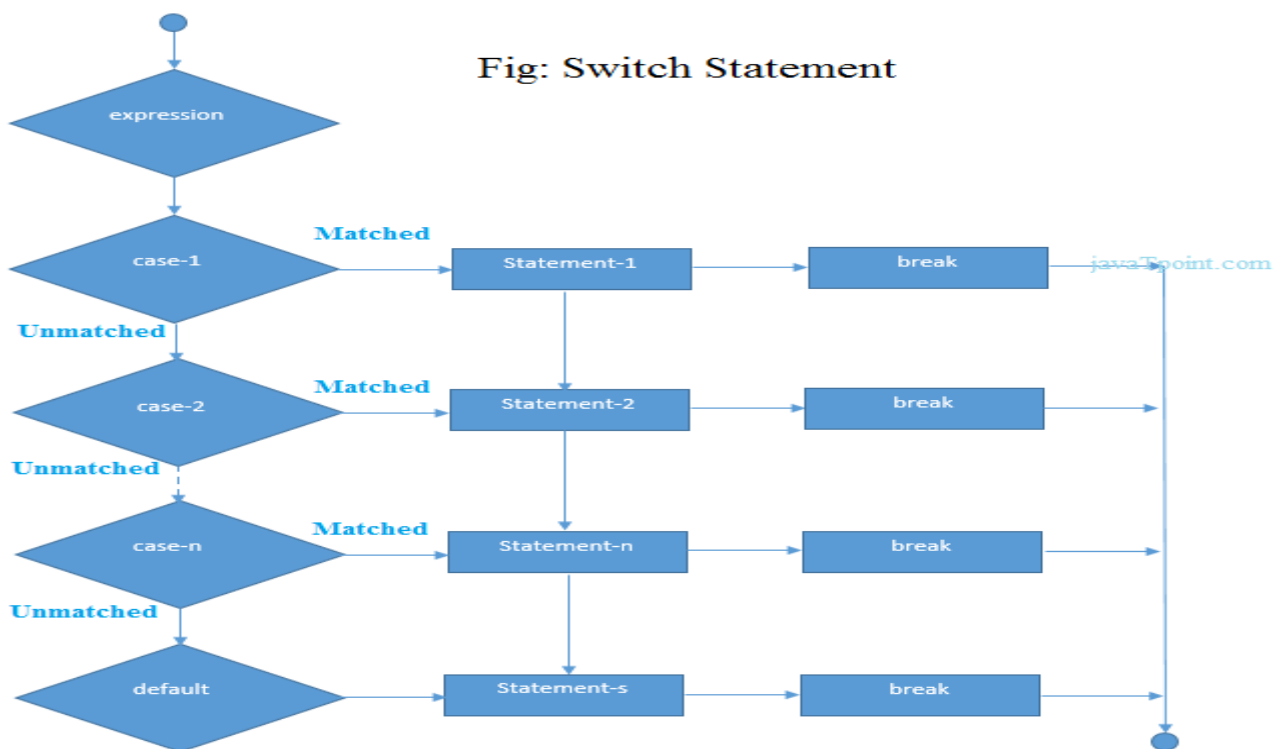 Fig: Switch Statement
expression
case-1
Matched
Statement-1
break
javaTpoint.com
Unmatched
case-2
Matched
Statement-2
break
Unmatched
case-n
Matched
Statement-n
break
Unmatched
default
Statement-s
break